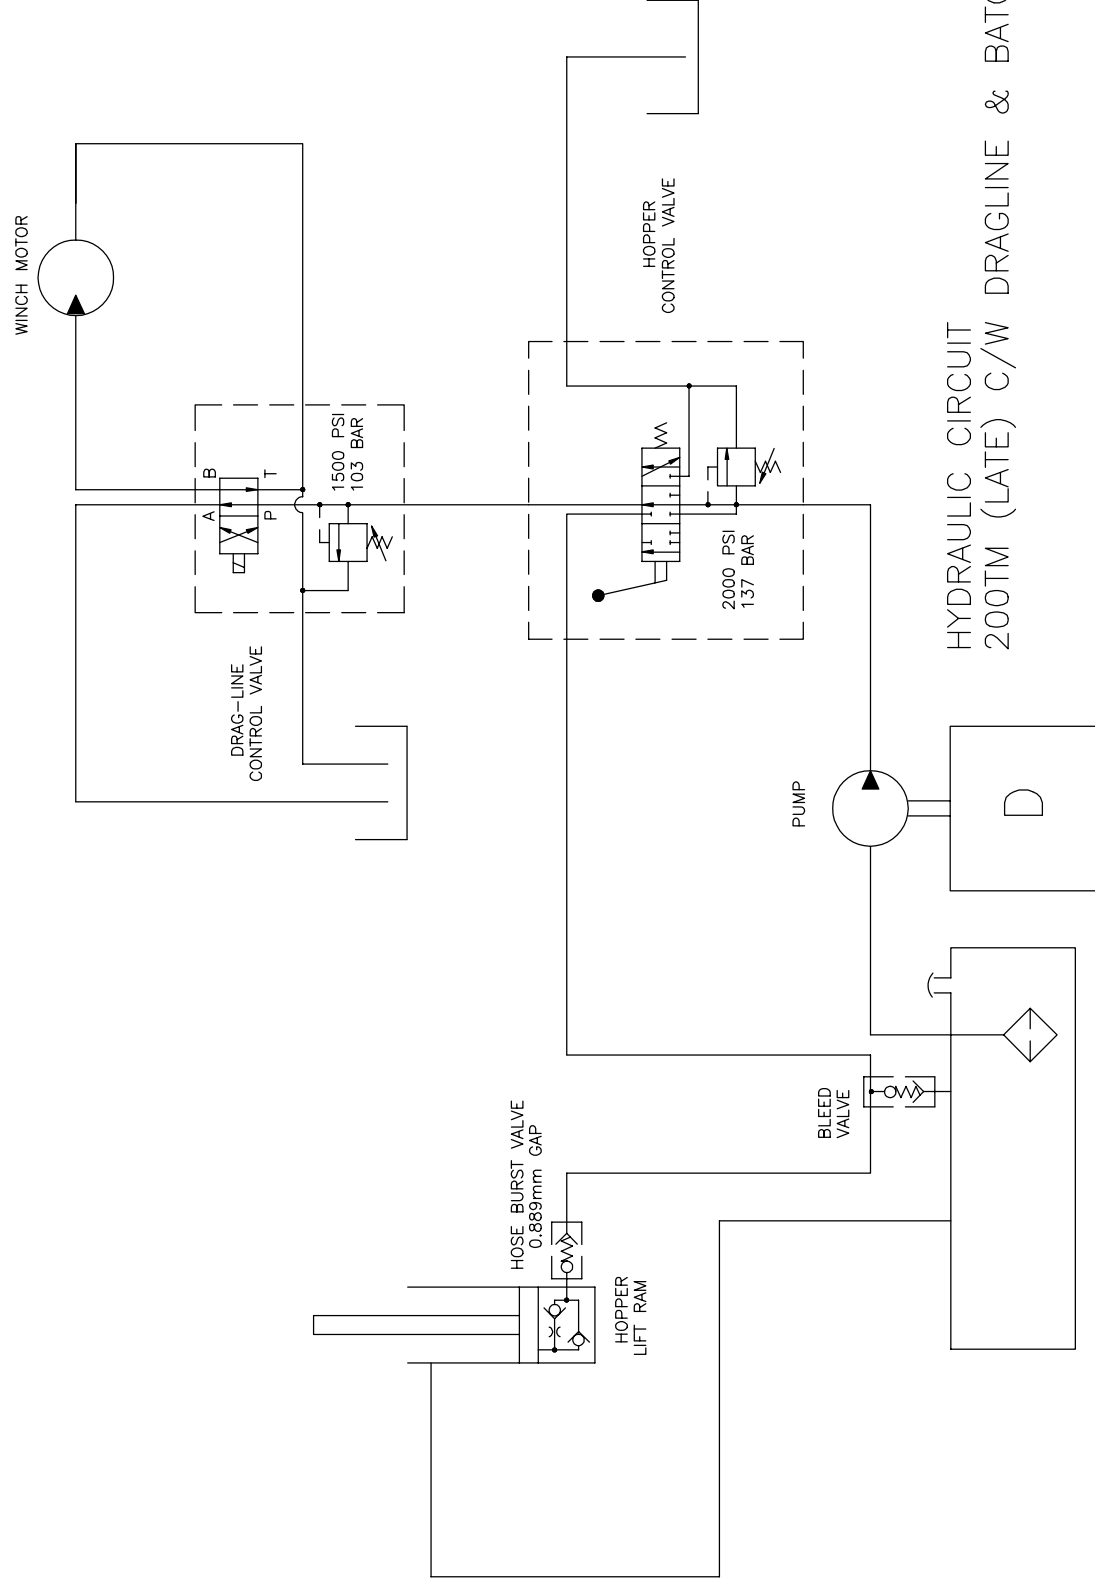 WINCH MOTOR
A
B
P
T
1500 PSI
103 BAR
DRAG-LINE
CONTROL VALVE
HOPPER
CONTROL VALVE
2000 PSI
137 BAR
PUMP
D
HOSE BURST VALVE
0.889mm GAP
HOPPER
LIFT RAM
BLEED
VALVE
HYDRAULIC CIRCUIT
200TM (LATE) C/W DRAGLINE &